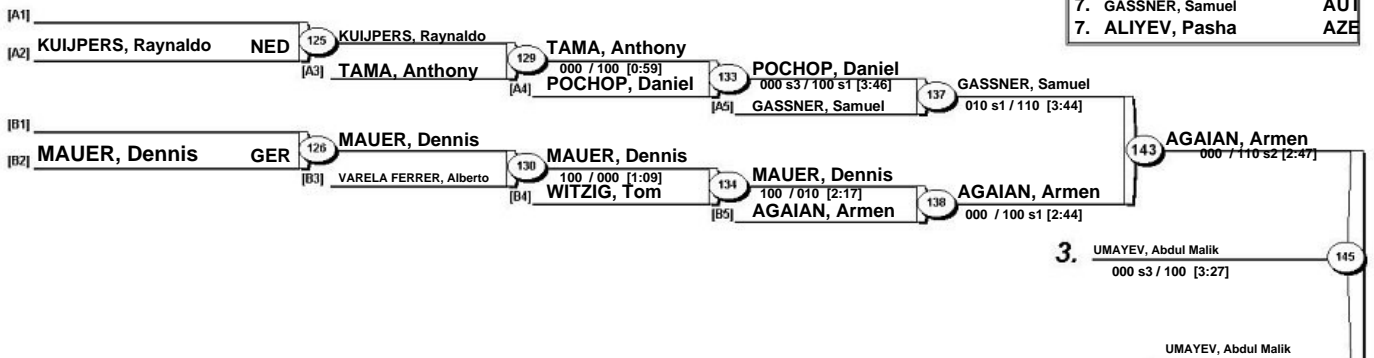 7. GASSNER, Samuel AUT
7. ALIYEV, Pasha AZE
[A1]
[A2] KUIJPERS, Raynaldo NED
125
KUIJPERS, Raynaldo
[A3] TAMA, Anthony
129
TAMA, Anthony
000 / 100 [0:59]
[A4] POCHOP, Daniel
133
POCHOP, Daniel
000 s3 / 100 s1 [3:46]
[A5] GASSNER, Samuel
137
GASSNER, Samuel
010 s1 / 110 [3:44]
[B1]
[B2] MAUER, Dennis GER
126
MAUER, Dennis
[B3] VARELA FERRER, Alberto
130
MAUER, Dennis
100 / 000 [1:09]
[B4] WITZIG, Tom
134
MAUER, Dennis
100 / 010 [2:17]
[B5] AGAIAN, Armen
138
AGAIAN, Armen
000 / 100 s1 [2:44]
143
AGAIAN, Armen
000 / 110 s2 [2:47]
3. UMAYEV, Abdul Malik
000 s3 / 100 [3:27]
145
UMAYEV, Abdul Malik